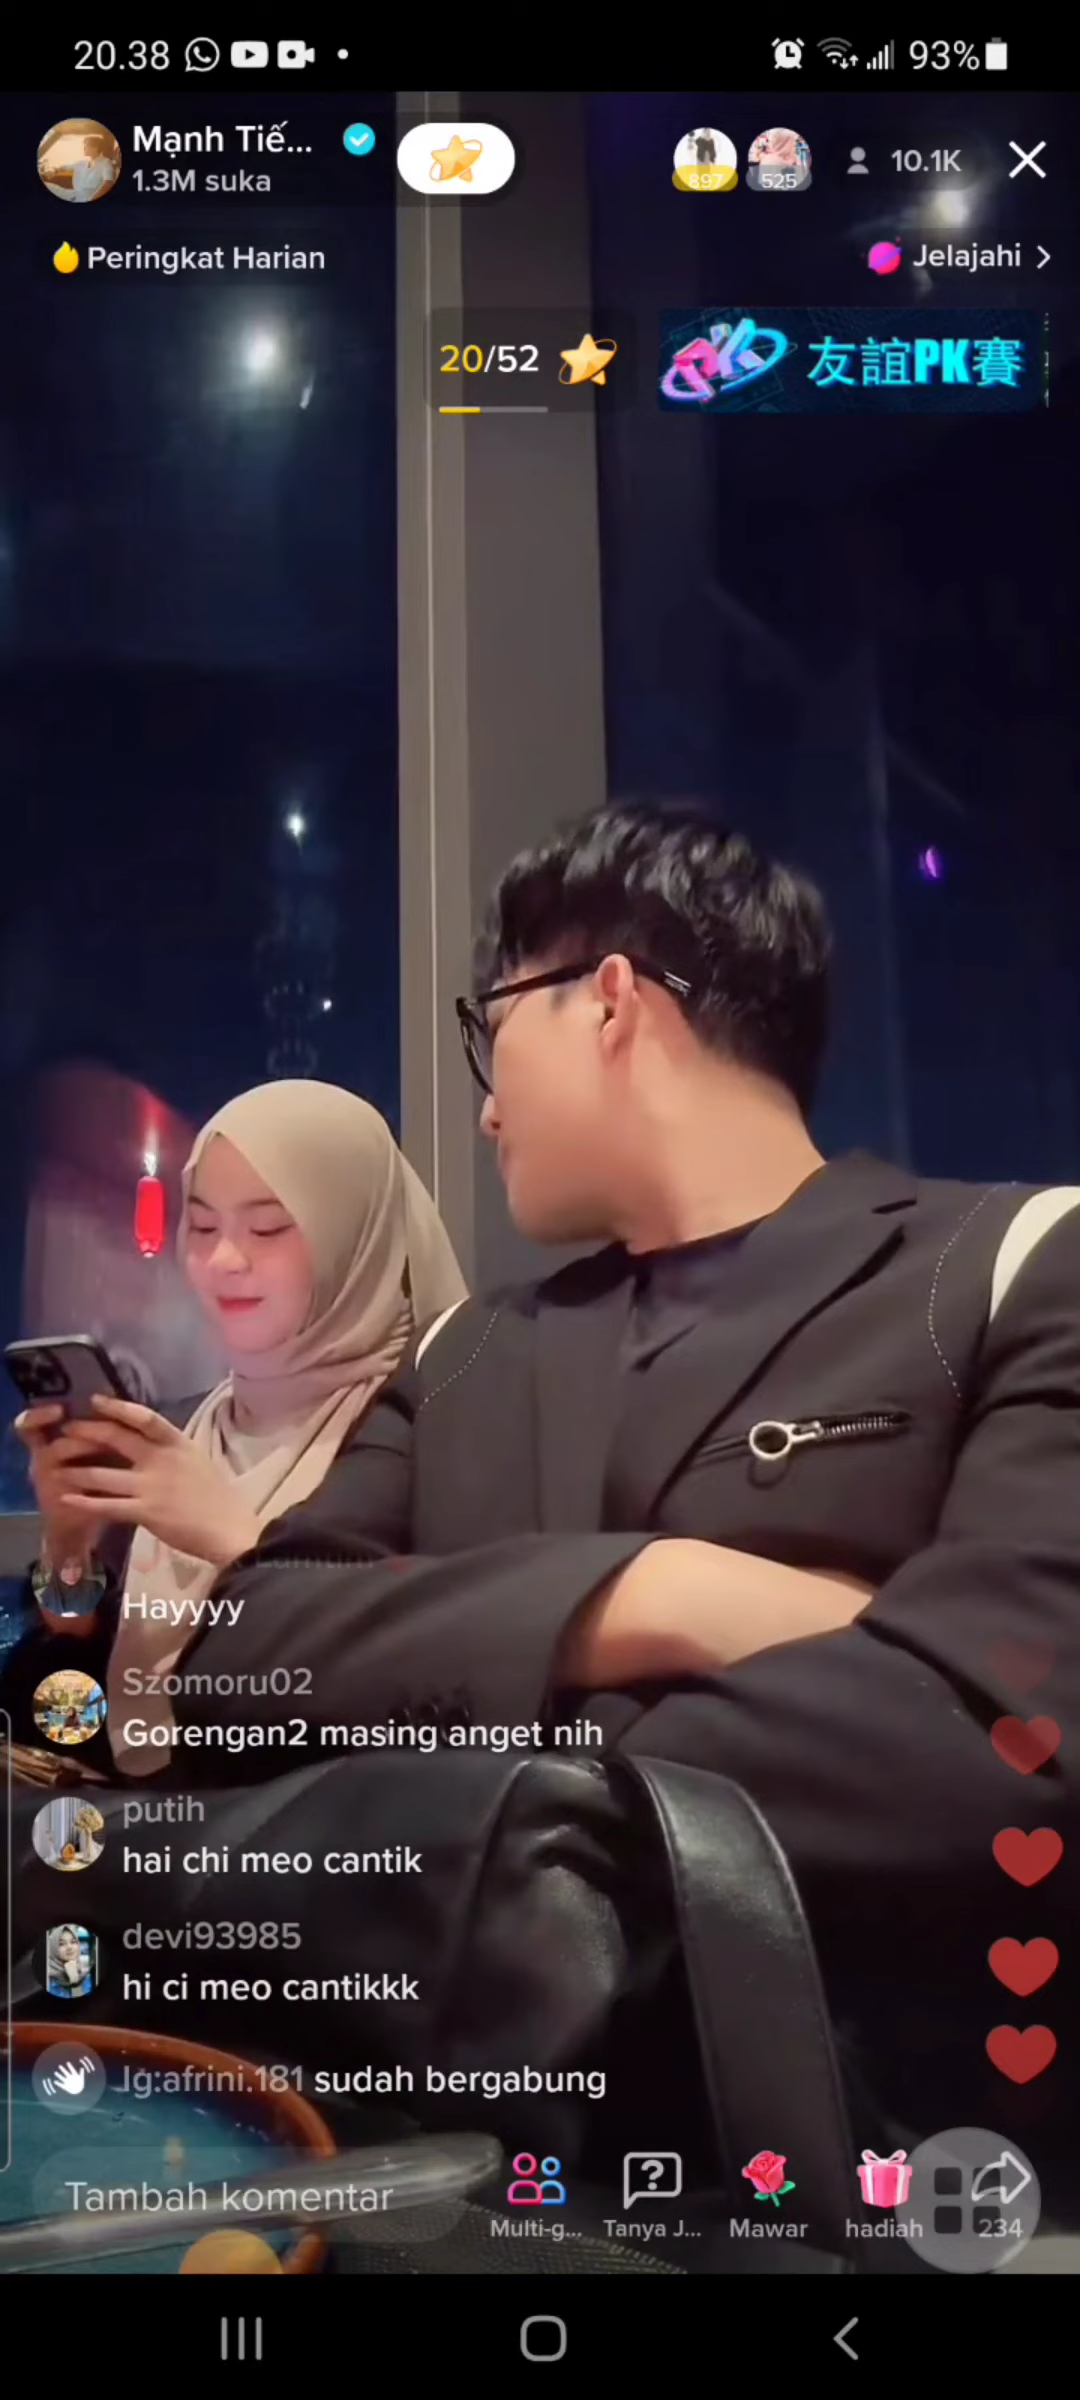 20.38
93%
Mạnh Tiế...
1.3M suka
897
525
10.1K
Peringkat Harian
Jelajahi
20/52
友誼PK賽
Hayyyy
Szomoru02
Gorengan2 masing anget nih
putih
hai chi meo cantik
devi93985
hi ci meo cantikkk
Ig:afrini.181 sudah bergabung
Tambah komentar
Multi-g...
Tanya J...
Mawar
hadiah
234